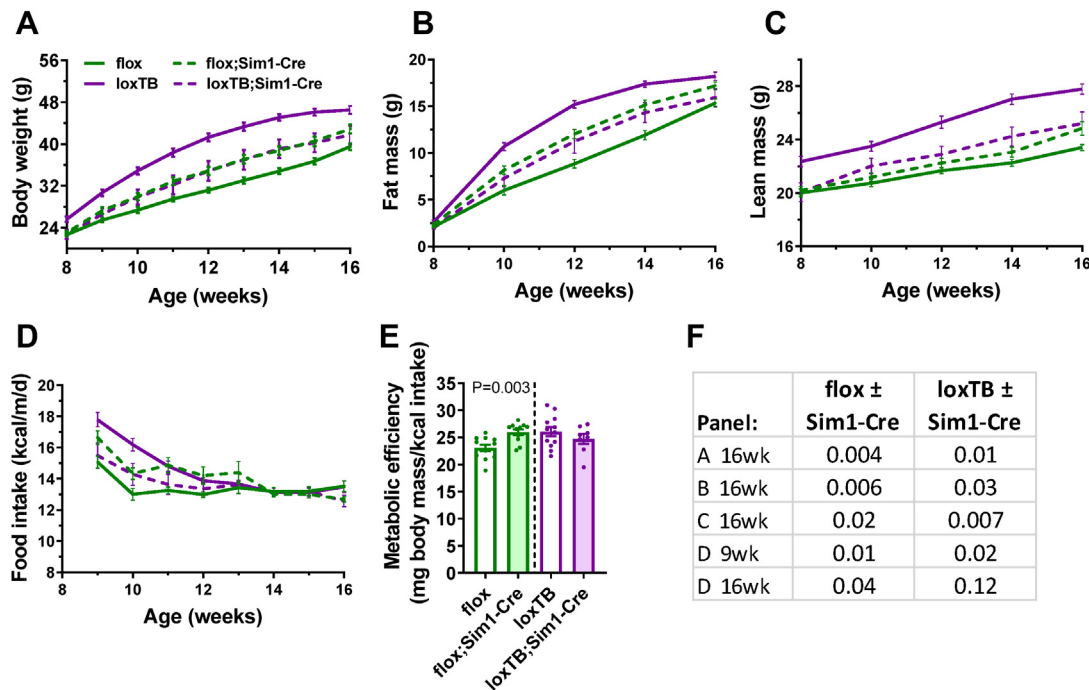 A
flox
flox;Sim1-Cre
loxTB
loxTB;Sim1-Cre
Body weight (g)
56
48
40
32
24
8
10
12
14
16
Age (weeks)
B
Fat mass (g)
20
15
10
5
0
8
10
12
14
16
Age (weeks)
C
Lean mass (g)
28
24
20
16
8
10
12
14
16
Age (weeks)
D
Food intake (kcal/m/d)
20
18
16
14
12
10
8
8
10
12
14
16
Age (weeks)
E
Metabolic efficiency
(mg body mass/kcal intake)
35
30
25
20
15
10
5
0
P=0.003
flox
flox;Sim1-Cre
loxTB
loxTB;Sim1-Cre
F
Panel: flox ± Sim1-Cre loxTB ± Sim1-Cre
A 16wk 0.004 0.01
B 16wk 0.006 0.03
C 16wk 0.02 0.007
D 9wk 0.01 0.02
D 16wk 0.04 0.12